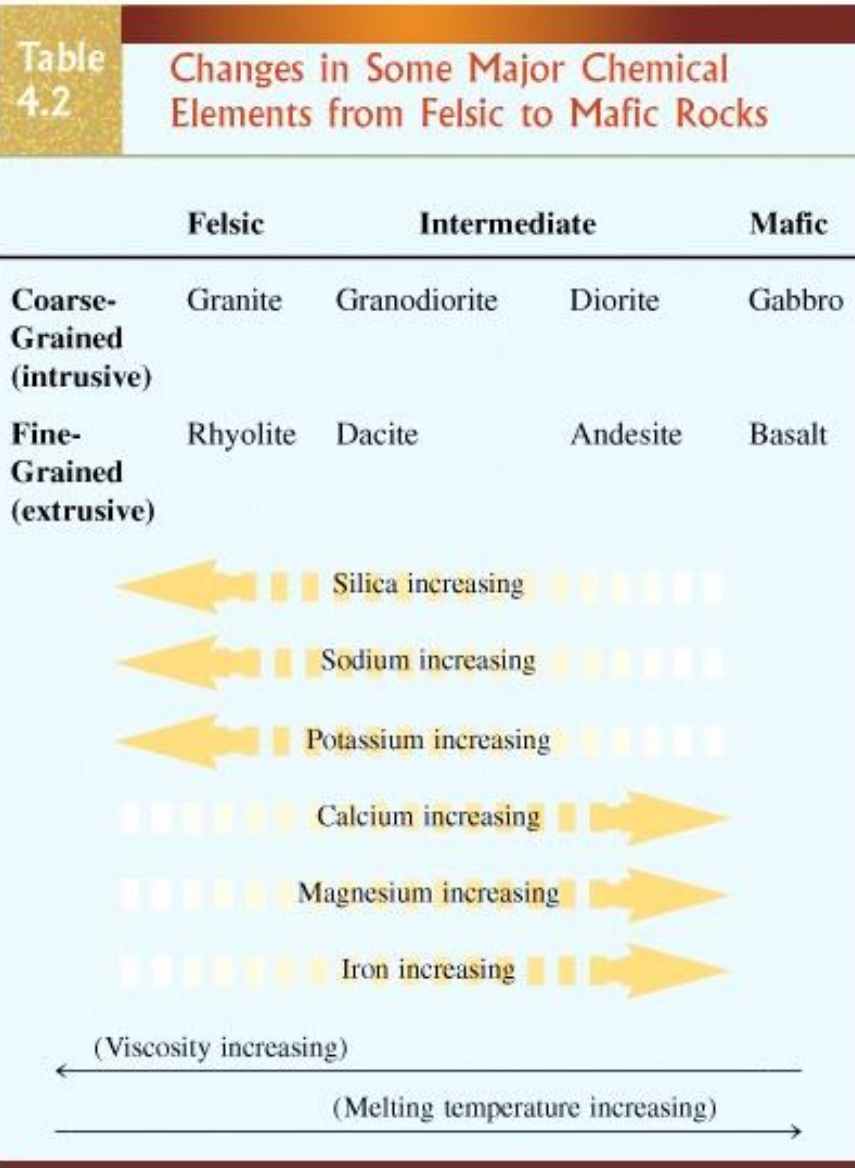 Table
4.2
Changes in Some Major Chemical
Elements from Felsic to Mafic Rocks
Felsic Intermediate Mafic
Coarse- Granite Granodiorite Diorite Gabbro
Grained
(intrusive)
Fine- Rhyolite Dacite Andesite Basalt
Grained
(extrusive)
Silica increasing
Sodium increasing
Potassium increasing
Calcium increasing
Magnesium increasing
Iron increasing
(Viscosity increasing)
(Melting temperature increasing)